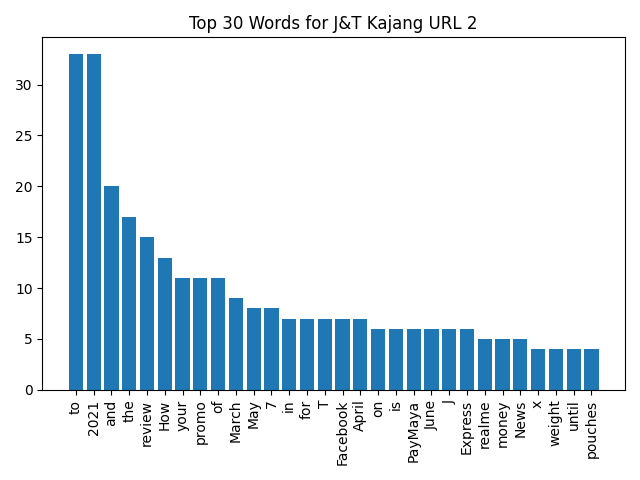 Top 30 Words for J&T Kajang URL 2
30
25
20
15
10
5
0
to
2021
and
the
review
How
your
promo
of
March
May
7
in
for
T
Facebook
April
on
is
PayMaya
June
J
Express
realme
money
News
x
weight
until
pouches